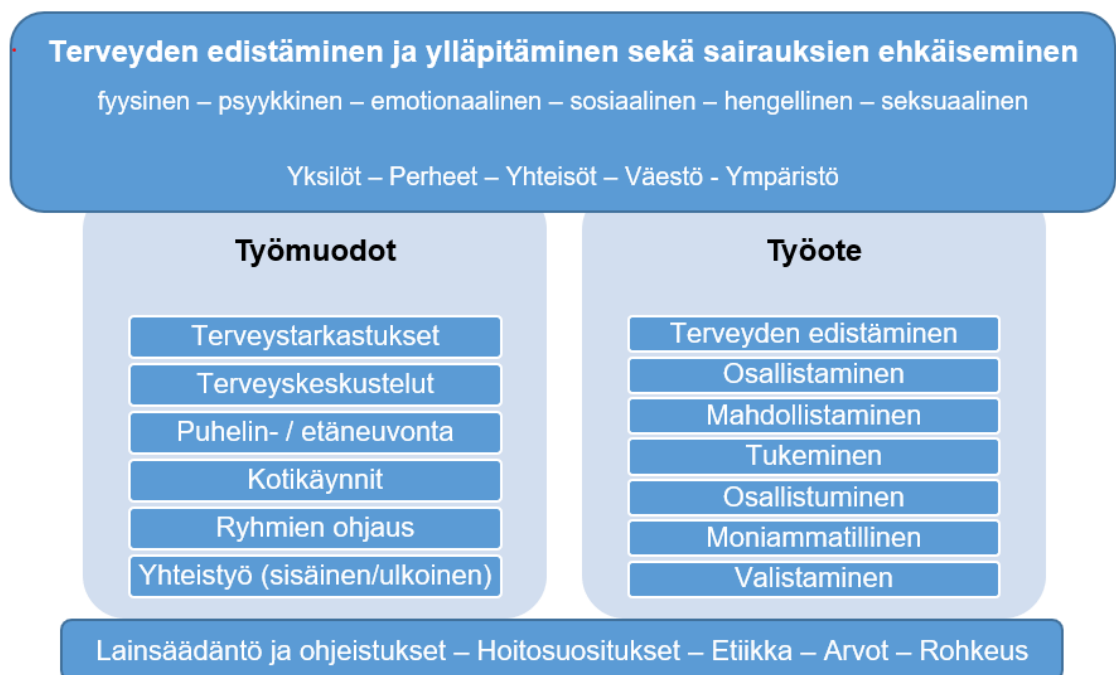 Terveyden edistäminen ja ylläpitäminen sekä sairauksien ehkäiseminen
fyysinen – psyykkinen – emotionaalinen – sosiaalinen – hengellinen – seksuaalinen
Yksilöt – Perheet – Yhteisöt – Väestö - Ympäristö
Työmuodot
Terveystarkastukset
Terveyskeskustelut
Puhelin- / etäneuvonta
Kotikäynnit
Ryhmien ohjaus
Yhteistyö (sisäinen/ulkoinen)
Työote
Terveyden edistäminen
Osallistaminen
Mahdollistaminen
Tukeminen
Osallistuminen
Moniammatillinen
Valistaminen
Lainsäädäntö ja ohjeistukset – Hoitosuositukset – Etiikka – Arvot – Rohkeus